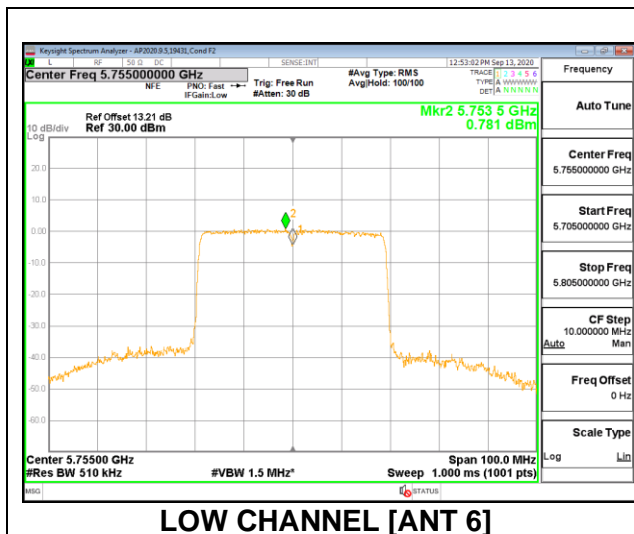 Keysight Spectrum Analyzer - AP2020.9.5,19431,Cond F2
L RF 50 Ω DC SENSE:INT 12:53:02 PM Sep 13, 2020
Center Freq 5.755000000 GHz
NFE
PNO: Fast
IFGain:Low
Trig: Free Run
#Atten: 30 dB
#Avg Type: RMS
Avg|Hold: 100/100
TRACE 1 2 3 4 5 6
TYPE A WWWWW
DET A N N N N N
Ref Offset 13.21 dB
Ref 30.00 dBm
10 dB/div
Log
Mkr2 5.753 5 GHz
0.781 dBm
20.0
10.0
0.00
-10.0
-20.0
-30.0
-40.0
-50.0
-60.0
2
1
Center 5.75500 GHz
Span 100.0 MHz
#Res BW 510 kHz
#VBW 1.5 MHz*
Sweep 1.000 ms (1001 pts)
MSG
STATUS
Frequency
Auto Tune
Center Freq
5.755000000 GHz
Start Freq
5.705000000 GHz
Stop Freq
5.805000000 GHz
CF Step
10.000000 MHz
Auto Man
Freq Offset
0 Hz
Scale Type
Log Lin
LOW CHANNEL [ANT 6]